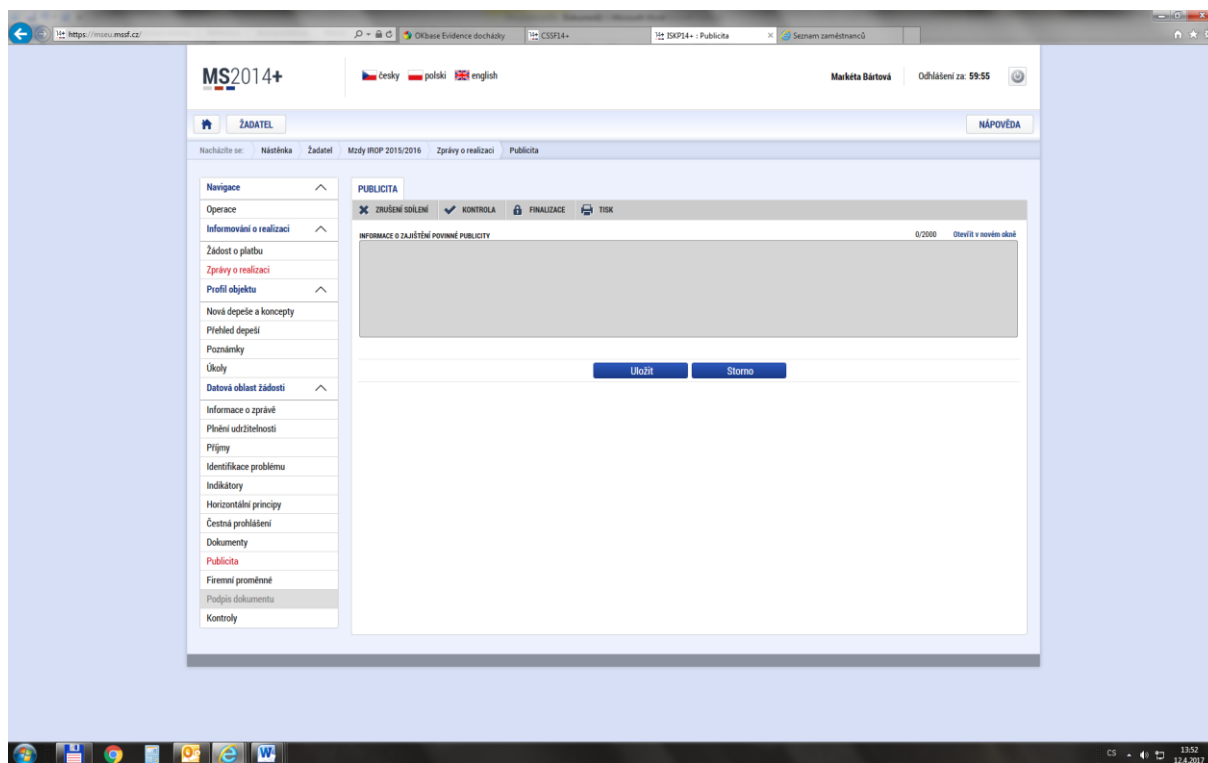 https://mseu.mssf.cz/
OKbase Evidence docházky
CSSF14+
ISKP14+ : Publicita
Seznam zaměstnanců
MS2014+
česky polski english
Markéta Bártová
Odhlášení za: 59:55
ŽADATEL
NÁPOVĚDA
Nacházíte se: Nástěnka Žadatel Mzdy IROP 2015/2016 Zprávy o realizaci Publicita
Navigace
Operace
Informování o realizaci
Žádost o platbu
Zprávy o realizaci
Profil objektu
Nová depeše a koncepty
Přehled depeší
Poznámky
Úkoly
Datová oblast žádosti
Informace o zprávě
Plnění udržitelnosti
Příjmy
Identifikace problému
Indikátory
Horizontální principy
Čestná prohlášení
Dokumenty
Publicita
Firemní proměnné
Podpis dokumentu
Kontroly
PUBLICITA
ZRUŠENÍ SDÍLENÍ KONTROLA FINALIZACE TISK
INFORMACE O ZAJIŠTĚNÍ POVINNÉ PUBLICITY
0/2000 Otevřít v novém okně
Uložit Storno
CS
13:52
12.4.2017